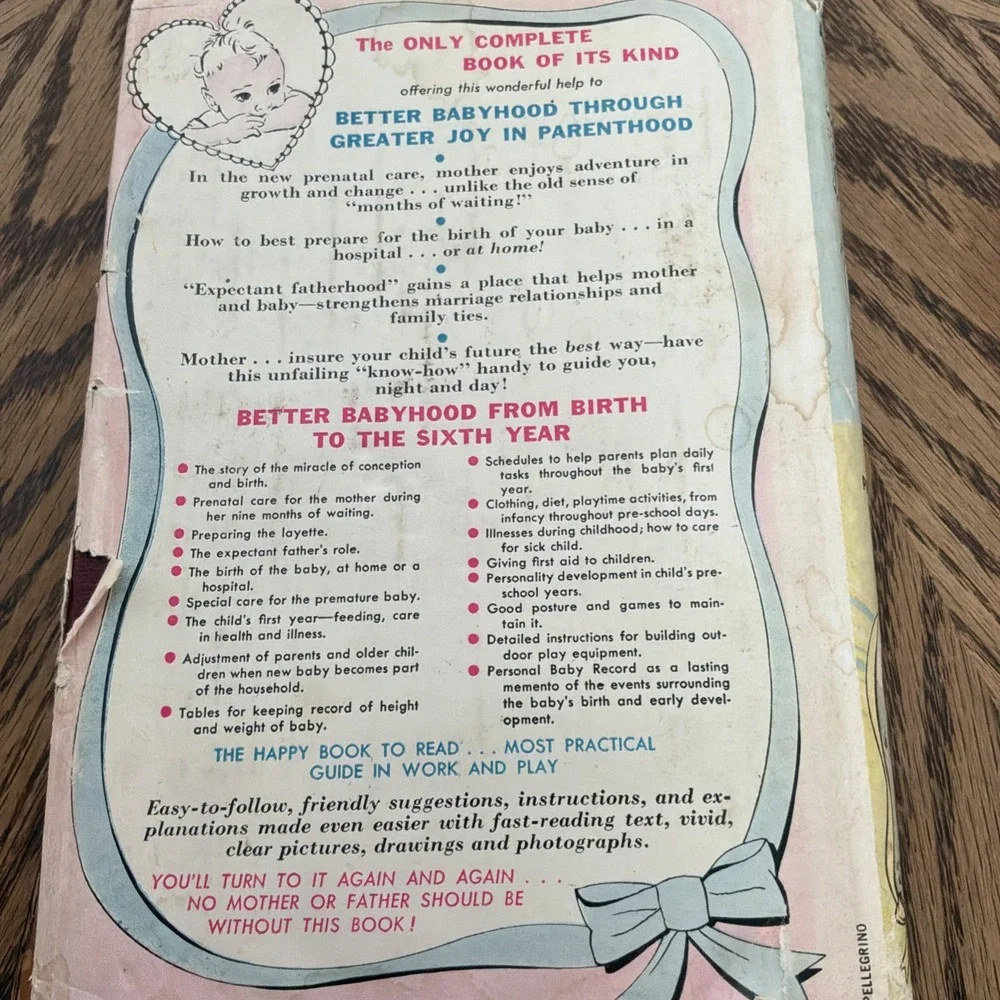 The ONLY COMPLETE
BOOK OF ITS KIND
offering this wonderful help to
BETTER BABYHOOD THROUGH
GREATER JOY IN PARENTHOOD
In the new prenatal care, mother enjoys adventure in
growth and change . . . unlike the old sense of
“months of waiting!”
How to best prepare for the birth of your baby . . . in a
hospital . . . or at home!
“Expectant fatherhood” gains a place that helps mother
and baby—strengthens marriage relationships and
family ties.
Mother . . . insure your child’s future the best way—have
this unfailing “know-how” handy to guide you,
night and day!
BETTER BABYHOOD FROM BIRTH
TO THE SIXTH YEAR
• The story of the miracle of conception
and birth.
• Prenatal care for the mother during
her nine months of waiting.
• Preparing the layette.
• The expectant father’s role.
• The birth of the baby, at home or a
hospital.
• Special care for the premature baby.
• The child’s first year—feeding, care
in health and illness.
• Adjustment of parents and older chil-
dren when new baby becomes part
of the household.
• Tables for keeping record of height
and weight of baby.
• Schedules to help parents plan daily
tasks throughout the baby’s first
year.
• Clothing, diet, playtime activities, from
infancy throughout pre-school days.
• Illnesses during childhood; how to care
for sick child.
• Giving first aid to children.
• Personality development in child’s pre-
school years.
• Good posture and games to main-
tain it.
• Detailed instructions for building out-
door play equipment.
• Personal Baby Record as a lasting
memento of the events surrounding
the baby’s birth and early devel-
opment.
THE HAPPY BOOK TO READ . . . MOST PRACTICAL
GUIDE IN WORK AND PLAY
Easy-to-follow, friendly suggestions, instructions, and ex-
planations made even easier with fast-reading text, vivid,
clear pictures, drawings and photographs.
YOU’LL TURN TO IT AGAIN AND AGAIN . . . .
NO MOTHER OR FATHER SHOULD BE
WITHOUT THIS BOOK!
PELLEGRINO